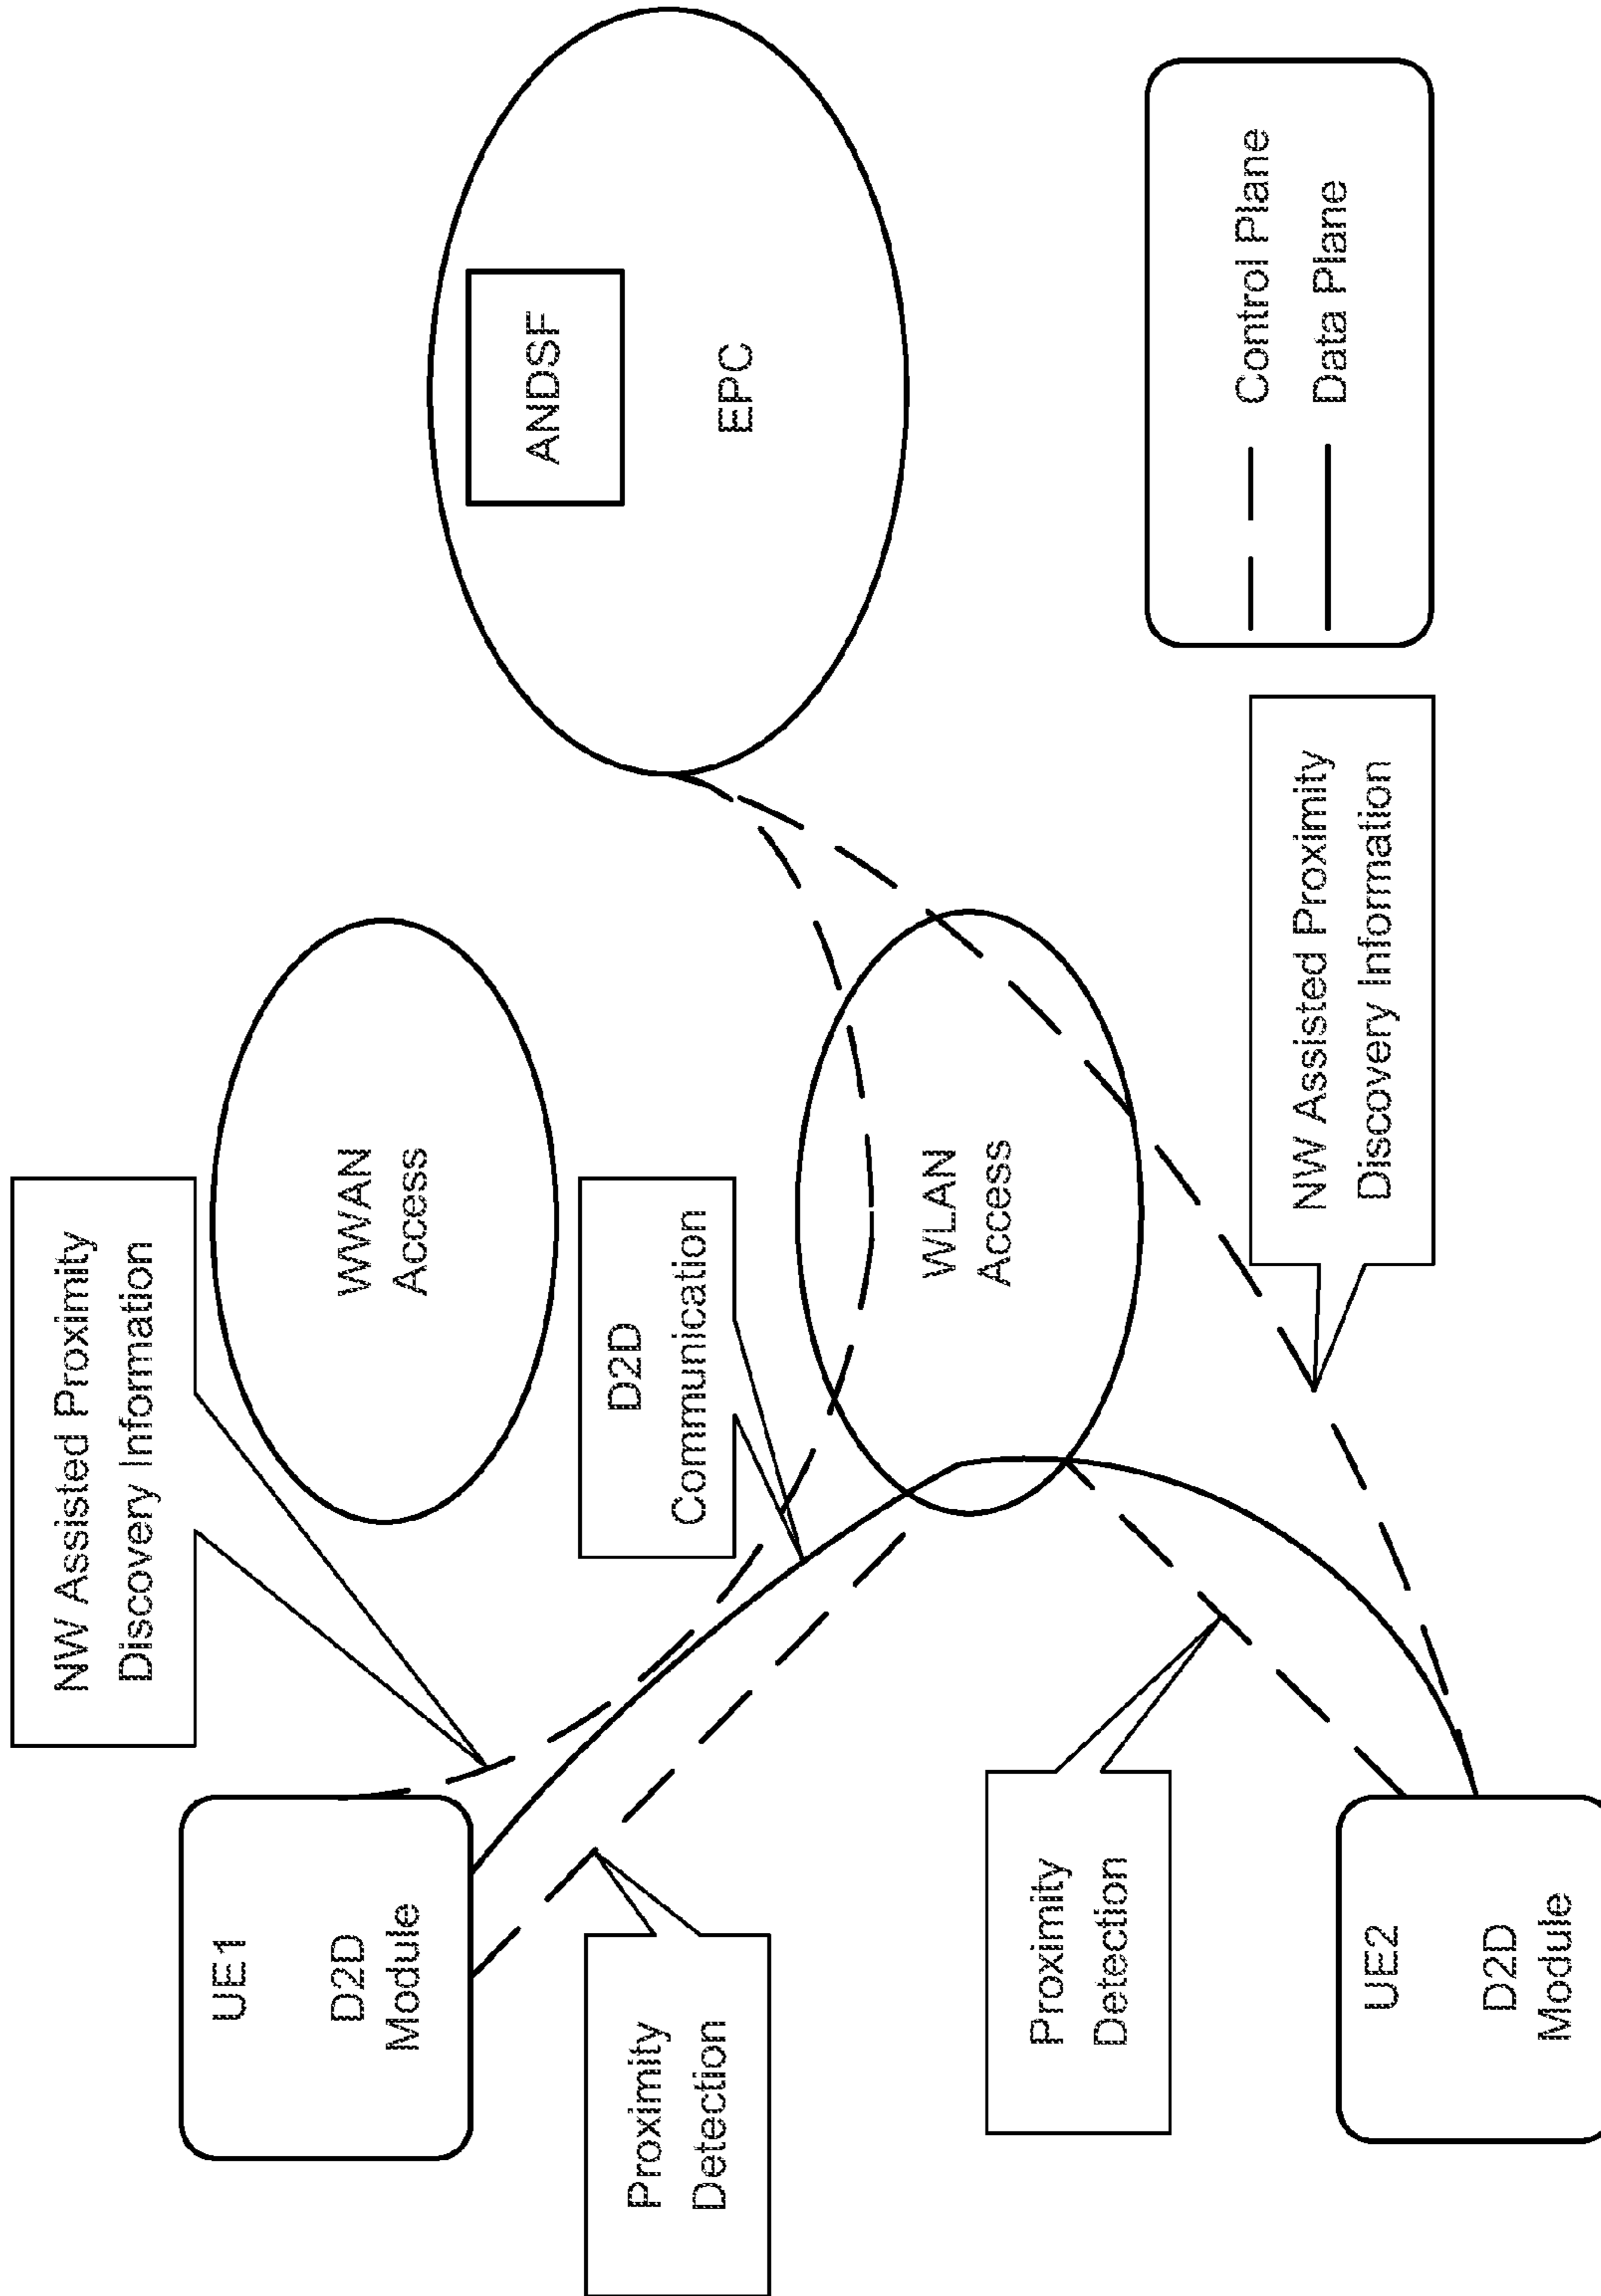 NW Assisted Proximity
Discovery Information
UE1
D2D
Module
WWAN
Access
ANDSF
EPC
D2D
Communication
Proximity
Detection
WLAN
Access
Proximity
Detection
NW Assisted Proximity
Discovery Information
Control Plane
Data Plane
UE2
D2D
Module